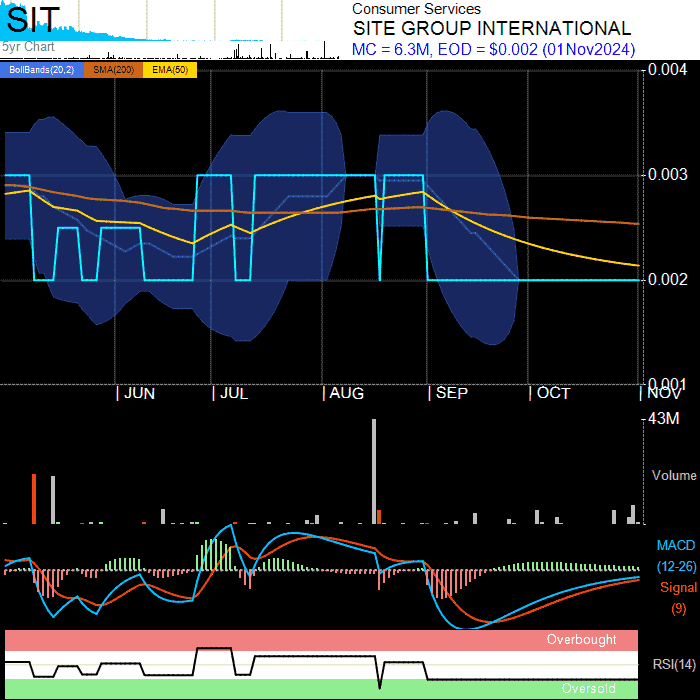 SIT
5yr Chart
Consumer Services
SITE GROUP INTERNATIONAL
MC = 6.3M, EOD = $0.002 (01Nov2024)
BollBands(20,2) SMA(200) EMA(50)
0.004
0.003
0.002
0.001
JUN JUL AUG SEP OCT NOV
43M
Volume
MACD
(12-26)
Signal
(9)
Overbought
RSI(14)
Oversold